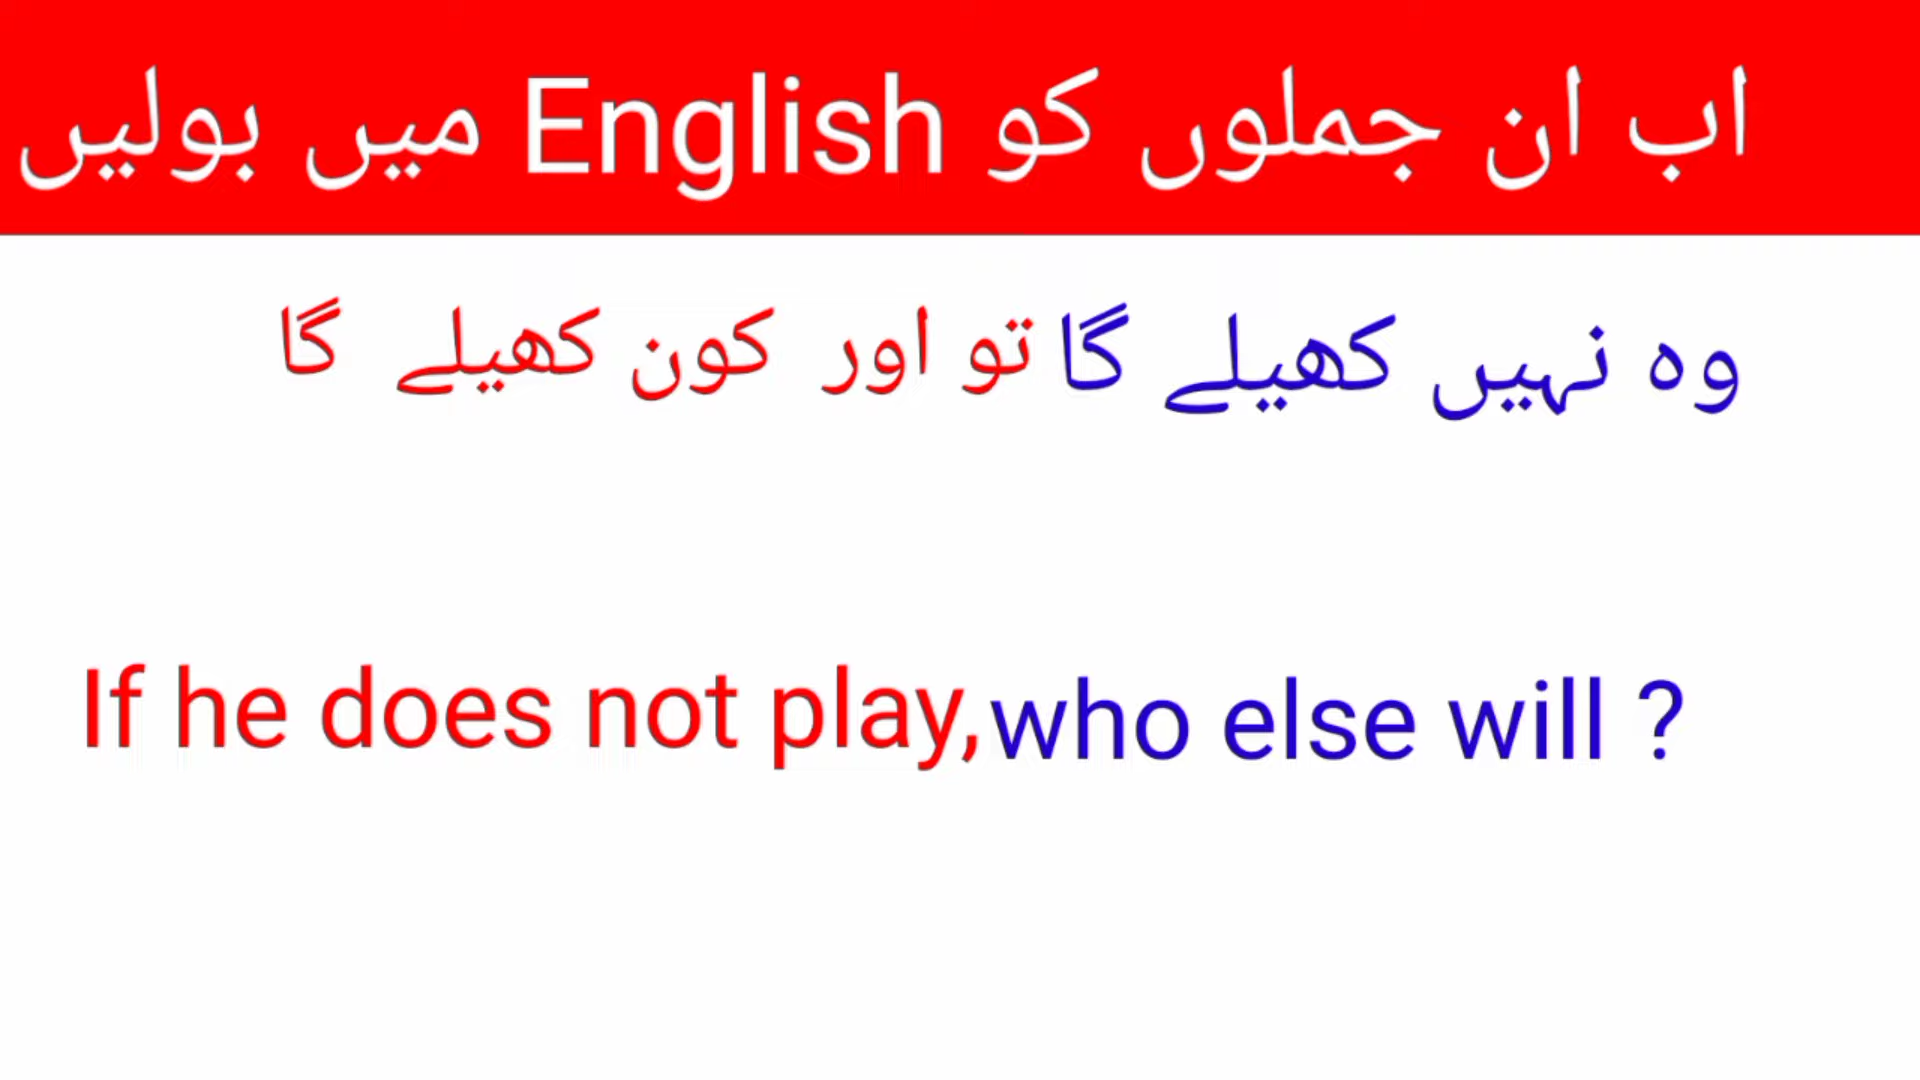 اب ان جملوں کو English میں بولیں
وہ نہیں کھیلے گا تو اور کون کھیلے گا
If he does not play, who else will ?